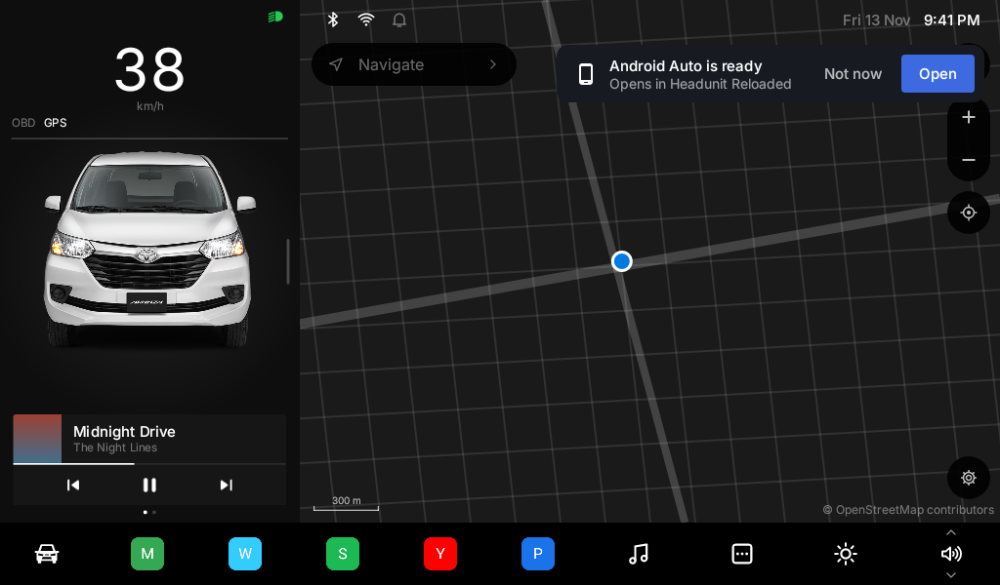 Fri 13 Nov 9:41 PM
38
km/h
OBD GPS
Navigate
Android Auto is ready
Opens in Headunit Reloaded
Not now
Open
+
−
AVANZA
Midnight Drive
The Night Lines
300 m
© OpenStreetMap contributors
M
W
S
Y
P